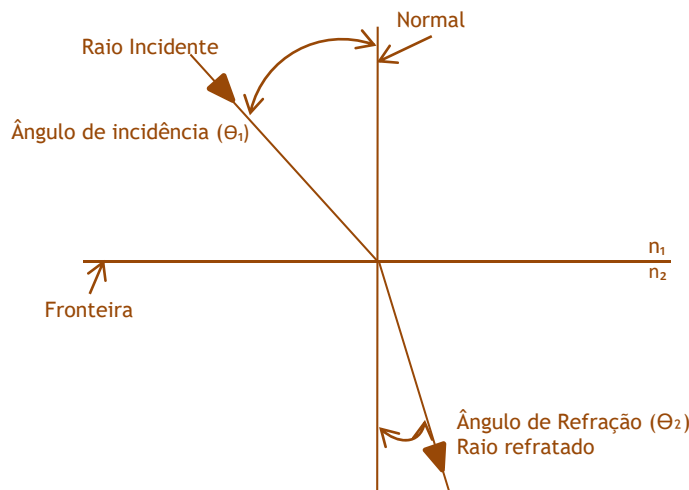 Normal
Raio Incidente
Ângulo de incidência (ϴ₁)
n₁
n₂
Fronteira
Ângulo de Refração (ϴ₂)
Raio refratado